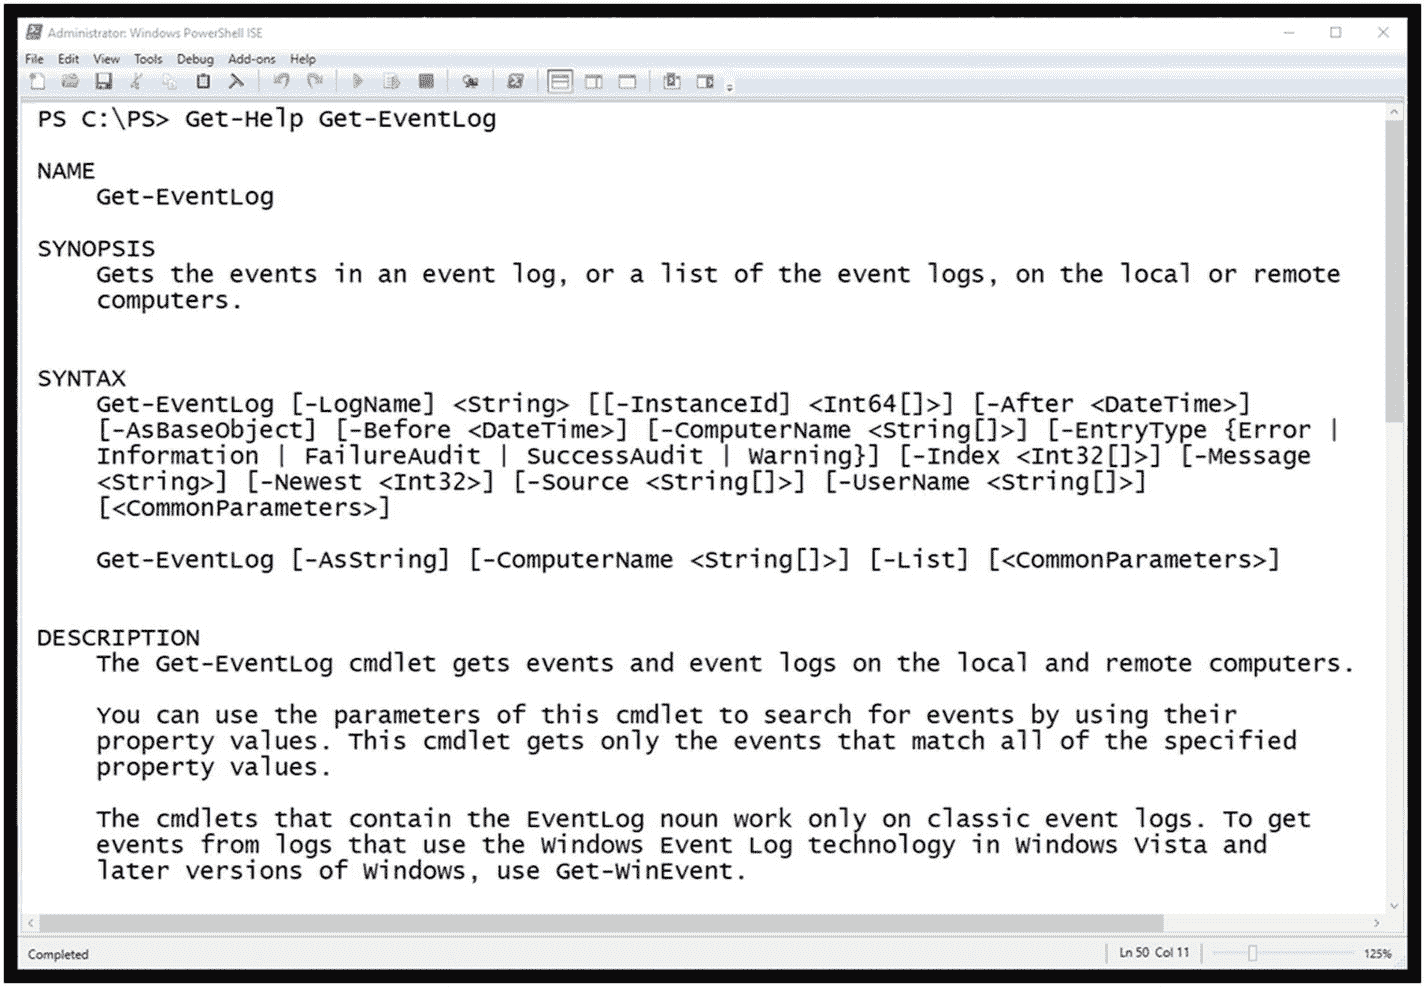 Administrator: Windows PowerShell ISE
File Edit View Tools Debug Add-ons Help
PS C:\PS> Get-Help Get-EventLog
NAME
Get-EventLog
SYNOPSIS
Gets the events in an event log, or a list of the event logs, on the local or remote
computers.
SYNTAX
Get-EventLog [-LogName] <String> [[-InstanceId] <Int64[]>] [-After <DateTime>]
[-AsBaseObject] [-Before <DateTime>] [-ComputerName <String[]>] [-EntryType {Error |
Information | FailureAudit | SuccessAudit | Warning}] [-Index <Int32[]>] [-Message
<String>] [-Newest <Int32>] [-Source <String[]>] [-UserName <String[]>]
[<CommonParameters>]
Get-EventLog [-AsString] [-ComputerName <String[]>] [-List] [<CommonParameters>]
DESCRIPTION
The Get-EventLog cmdlet gets events and event logs on the local and remote computers.
You can use the parameters of this cmdlet to search for events by using their
property values. This cmdlet gets only the events that match all of the specified
property values.
The cmdlets that contain the EventLog noun work only on classic event logs. To get
events from logs that use the Windows Event Log technology in Windows Vista and
later versions of Windows, use Get-WinEvent.
Completed Ln 50 Col 11 125%